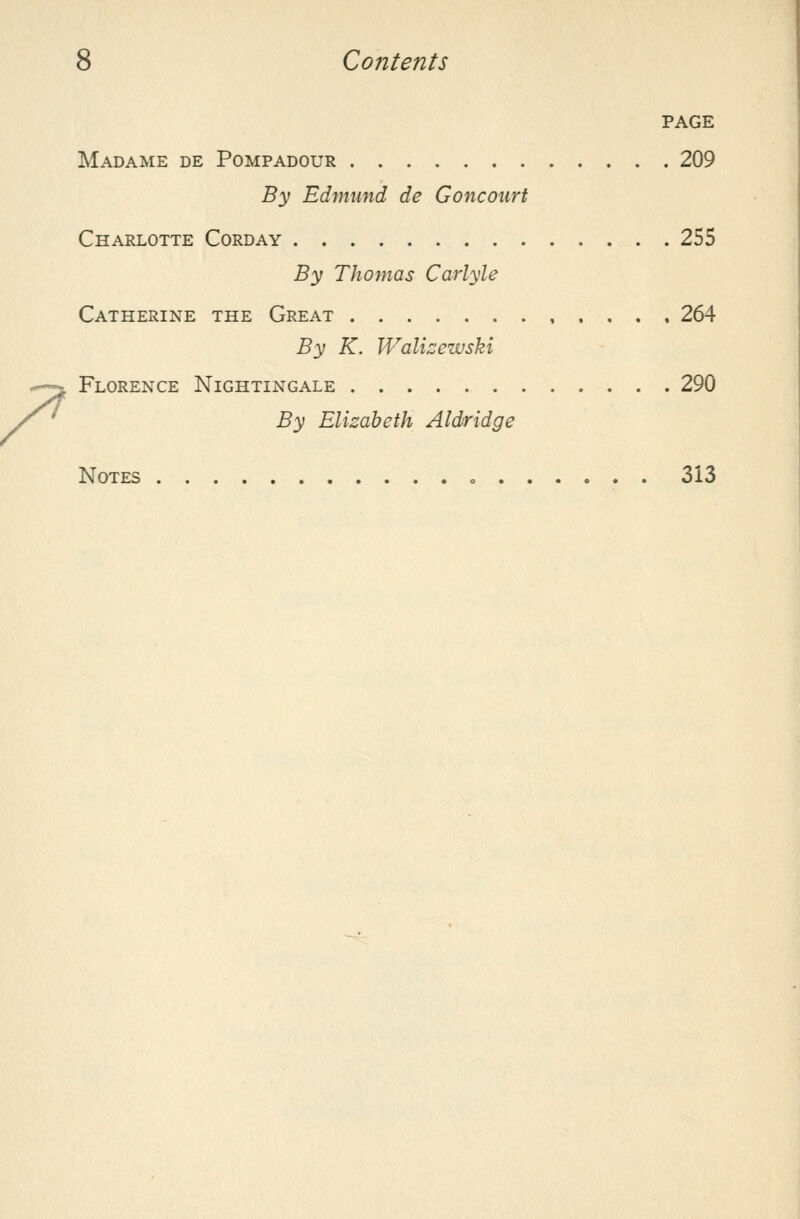 8 Contents
PAGE
Madame de Pompadour . . . . . . . . . . . . 209
By Edmund de Goncourt
Charlotte Corday . . . . . . . . . . . . . . 255
By Thomas Carlyle
Catherine the Great . . . . . . . , . . . , 264
By K. Walizewski
Florence Nightingale . . . . . . . . . . . . 290
By Elizabeth Aldridge
Notes . . . . . . . . . . . . . . . . . . 313